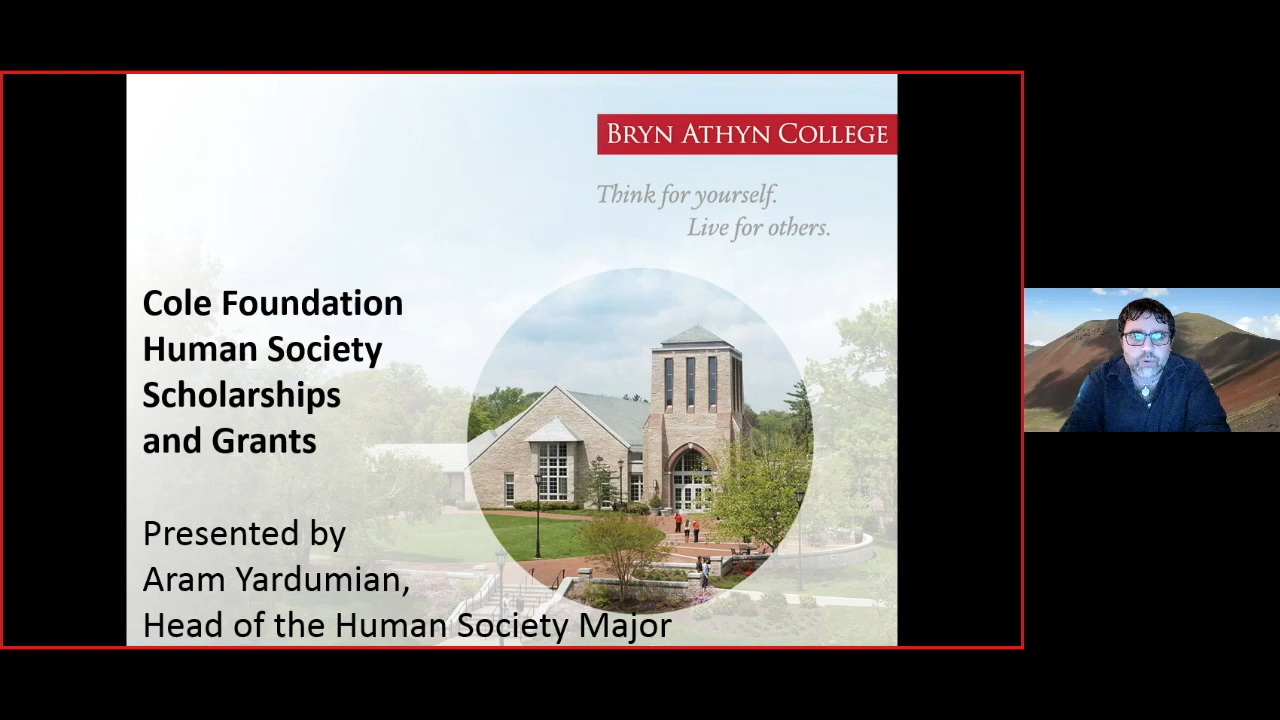 BRYN ATHYN COLLEGE
Think for yourself.
Live for others.
Cole Foundation
Human Society
Scholarships
and Grants
Presented by
Aram Yardumian,
Head of the Human Society Major